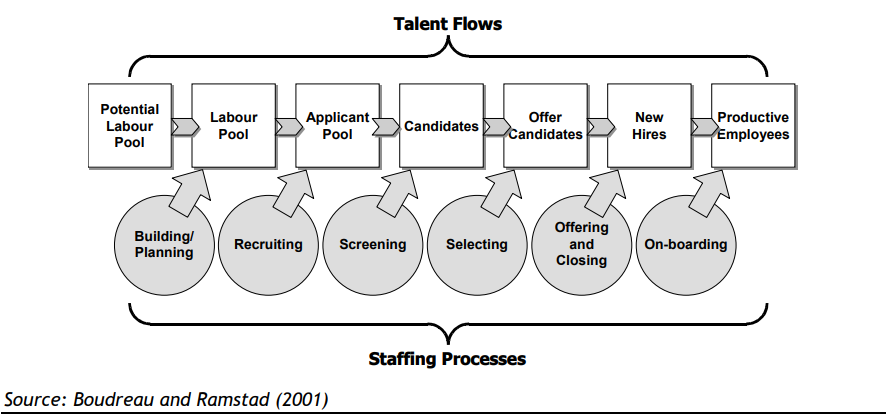 Talent Flows
Potential
Labour
Pool
Labour
Pool
Applicant
Pool
Candidates
Offer
Candidates
New
Hires
Productive
Employees
Building/
Planning
Recruiting
Screening
Selecting
Offering
and
Closing
On-boarding
Staffing Processes
Source: Boudreau and Ramstad (2001)